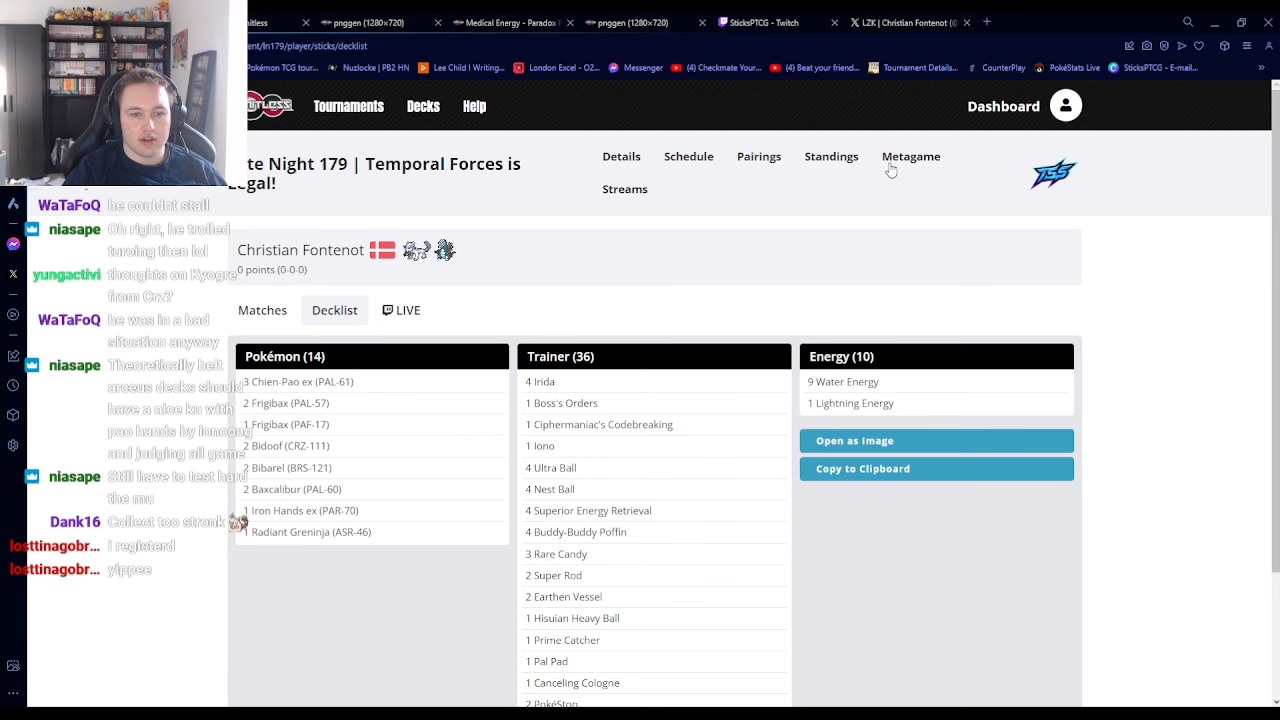 nitless
pnggen (1280×720)
Medical Energy - Paradox R
pnggen (1280×720)
SticksPTCG - Twitch
LZK | Christian Fontenot (@
ent/ln179/player/sticks/decklist
Pokémon TCG tour...
Nuzlocke | PB2 HN
Lee Child I Writing...
London Excel - O2...
Messenger
(4) Checkmate Your...
(4) Beat your friend...
Tournament Details...
CounterPlay
PokéStats Live
SticksPTCG - E-mail...
Tournaments
Decks
Help
Dashboard
te Night 179 | Temporal Forces is
egal!
Details
Schedule
Pairings
Standings
Metagame
Streams
TSS
Christian Fontenot
0 points (0-0-0)
Matches
Decklist
LIVE
Pokémon (14)
3 Chien-Pao ex (PAL-61)
2 Frigibax (PAL-57)
1 Frigibax (PAF-17)
2 Bidoof (CRZ-111)
2 Bibarel (BRS-121)
2 Baxcalibur (PAL-60)
1 Iron Hands ex (PAR-70)
1 Radiant Greninja (ASR-46)
Trainer (36)
4 Irida
1 Boss's Orders
1 Ciphermaniac's Codebreaking
1 Iono
4 Ultra Ball
4 Nest Ball
4 Superior Energy Retrieval
4 Buddy-Buddy Poffin
3 Rare Candy
2 Super Rod
2 Earthen Vessel
1 Hisuian Heavy Ball
1 Prime Catcher
1 Pal Pad
1 Canceling Cologne
2 PokéStop
Energy (10)
9 Water Energy
1 Lightning Energy
Open as Image
Copy to Clipboard
WaTaFoQ he couldnt stall
niasape Oh right, he trolled
turoing then lol
yungactivi thoughts on Kyogre
from Crz?
WaTaFoQ he was in a bad
situation anyway
niasape Theoretically belt
arceus decks should
have a nice ku with
pao hands by ionoong
and judging all game
niasape Still have to test hard
the mu
Dank16 Collect too stronk
losttinagobr... i registerd
losttinagobr... yippee